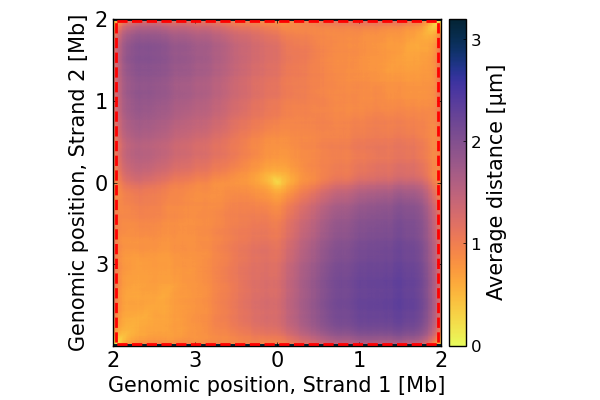 2
1
0
3
Genomic position, Strand 2 [Mb]
2 3 0 1 2
Genomic position, Strand 1 [Mb]
3
2
1
0
Average distance [µm]